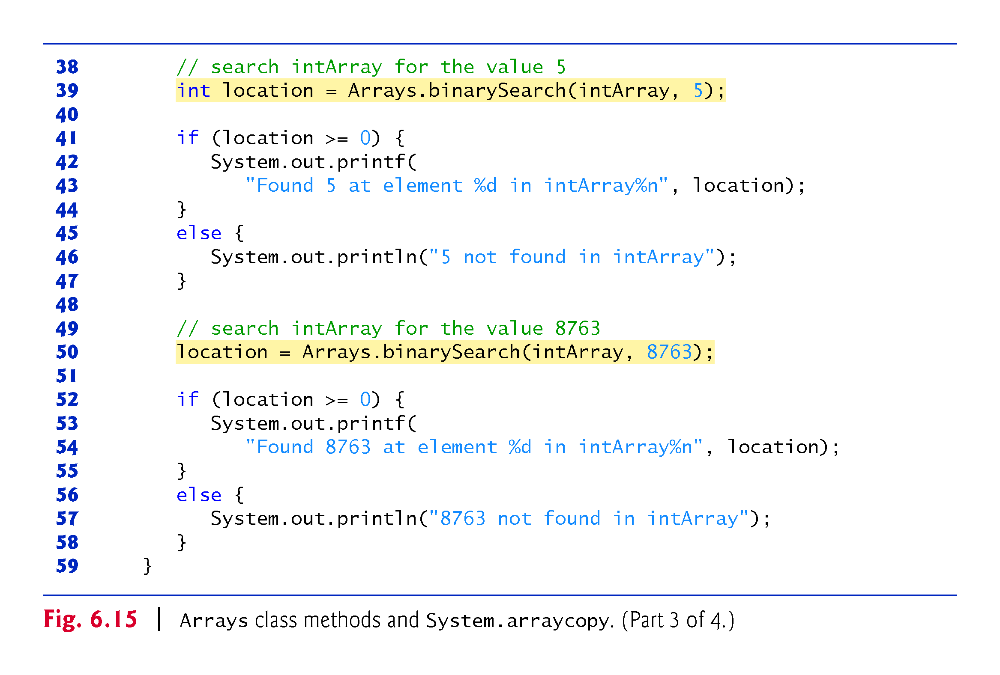 38 // search intArray for the value 5
39 int location = Arrays.binarySearch(intArray, 5);
40
41 if (location >= 0) {
42 System.out.printf(
43 "Found 5 at element %d in intArray%n", location);
44 }
45 else {
46 System.out.println("5 not found in intArray");
47 }
48
49 // search intArray for the value 8763
50 location = Arrays.binarySearch(intArray, 8763);
51
52 if (location >= 0) {
53 System.out.printf(
54 "Found 8763 at element %d in intArray%n", location);
55 }
56 else {
57 System.out.println("8763 not found in intArray");
58 }
59 }
Fig. 6.15 | Arrays class methods and System.arraycopy. (Part 3 of 4.)